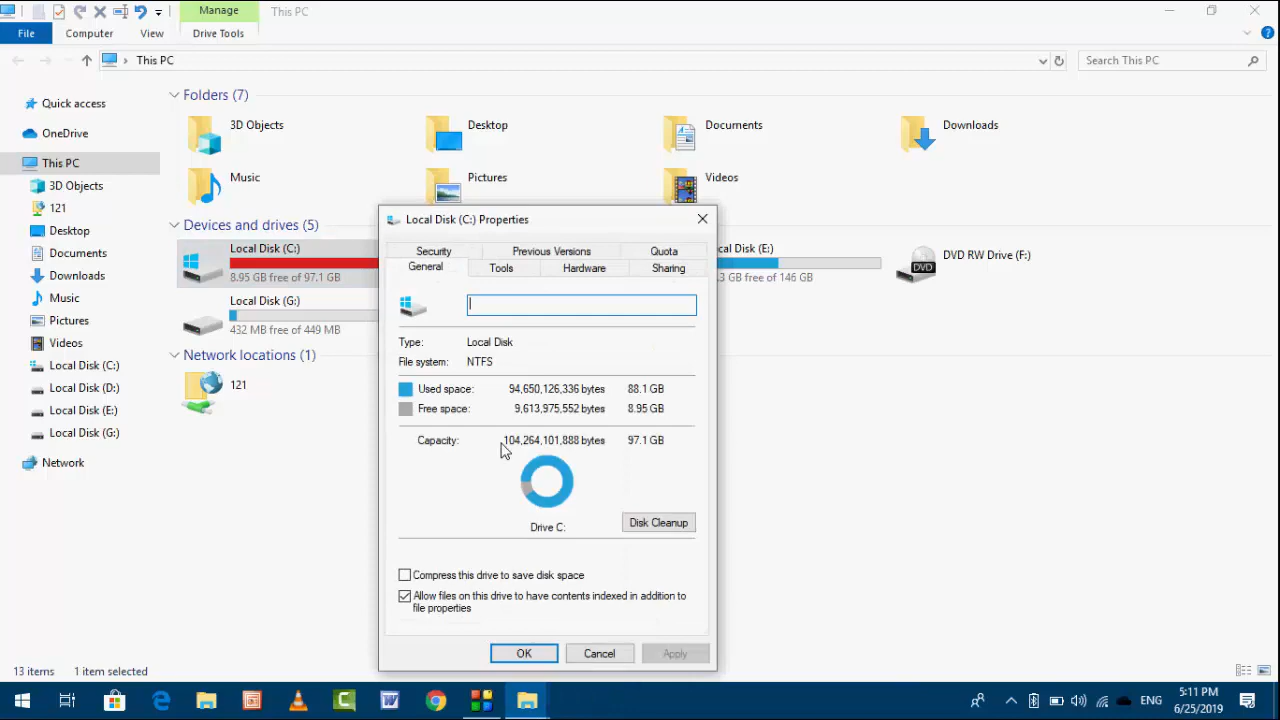 Manage
This PC
File
Computer
View
Drive Tools
This PC
Search This PC
Quick access
OneDrive
This PC
3D Objects
121
Desktop
Documents
Downloads
Music
Pictures
Videos
Local Disk (C:)
Local Disk (D:)
Local Disk (E:)
Local Disk (G:)
Network
Folders (7)
3D Objects
Desktop
Documents
Downloads
Music
Pictures
Videos
Devices and drives (5)
Local Disk (C:)
8.95 GB free of 97.1 GB
cal Disk (E:)
3 GB free of 146 GB
DVD RW Drive (F:)
DVD
Local Disk (G:)
432 MB free of 449 MB
Network locations (1)
121
Local Disk (C:) Properties
Security
Previous Versions
Quota
General
Tools
Hardware
Sharing
Type: Local Disk
File system: NTFS
Used space: 94,650,126,336 bytes 88.1 GB
Free space: 9,613,975,552 bytes 8.95 GB
Capacity: 104,264,101,888 bytes 97.1 GB
Drive C:
Disk Cleanup
Compress this drive to save disk space
Allow files on this drive to have contents indexed in addition to
file properties
OK
Cancel
Apply
13 items
1 item selected
ENG
5:11 PM
6/25/2019